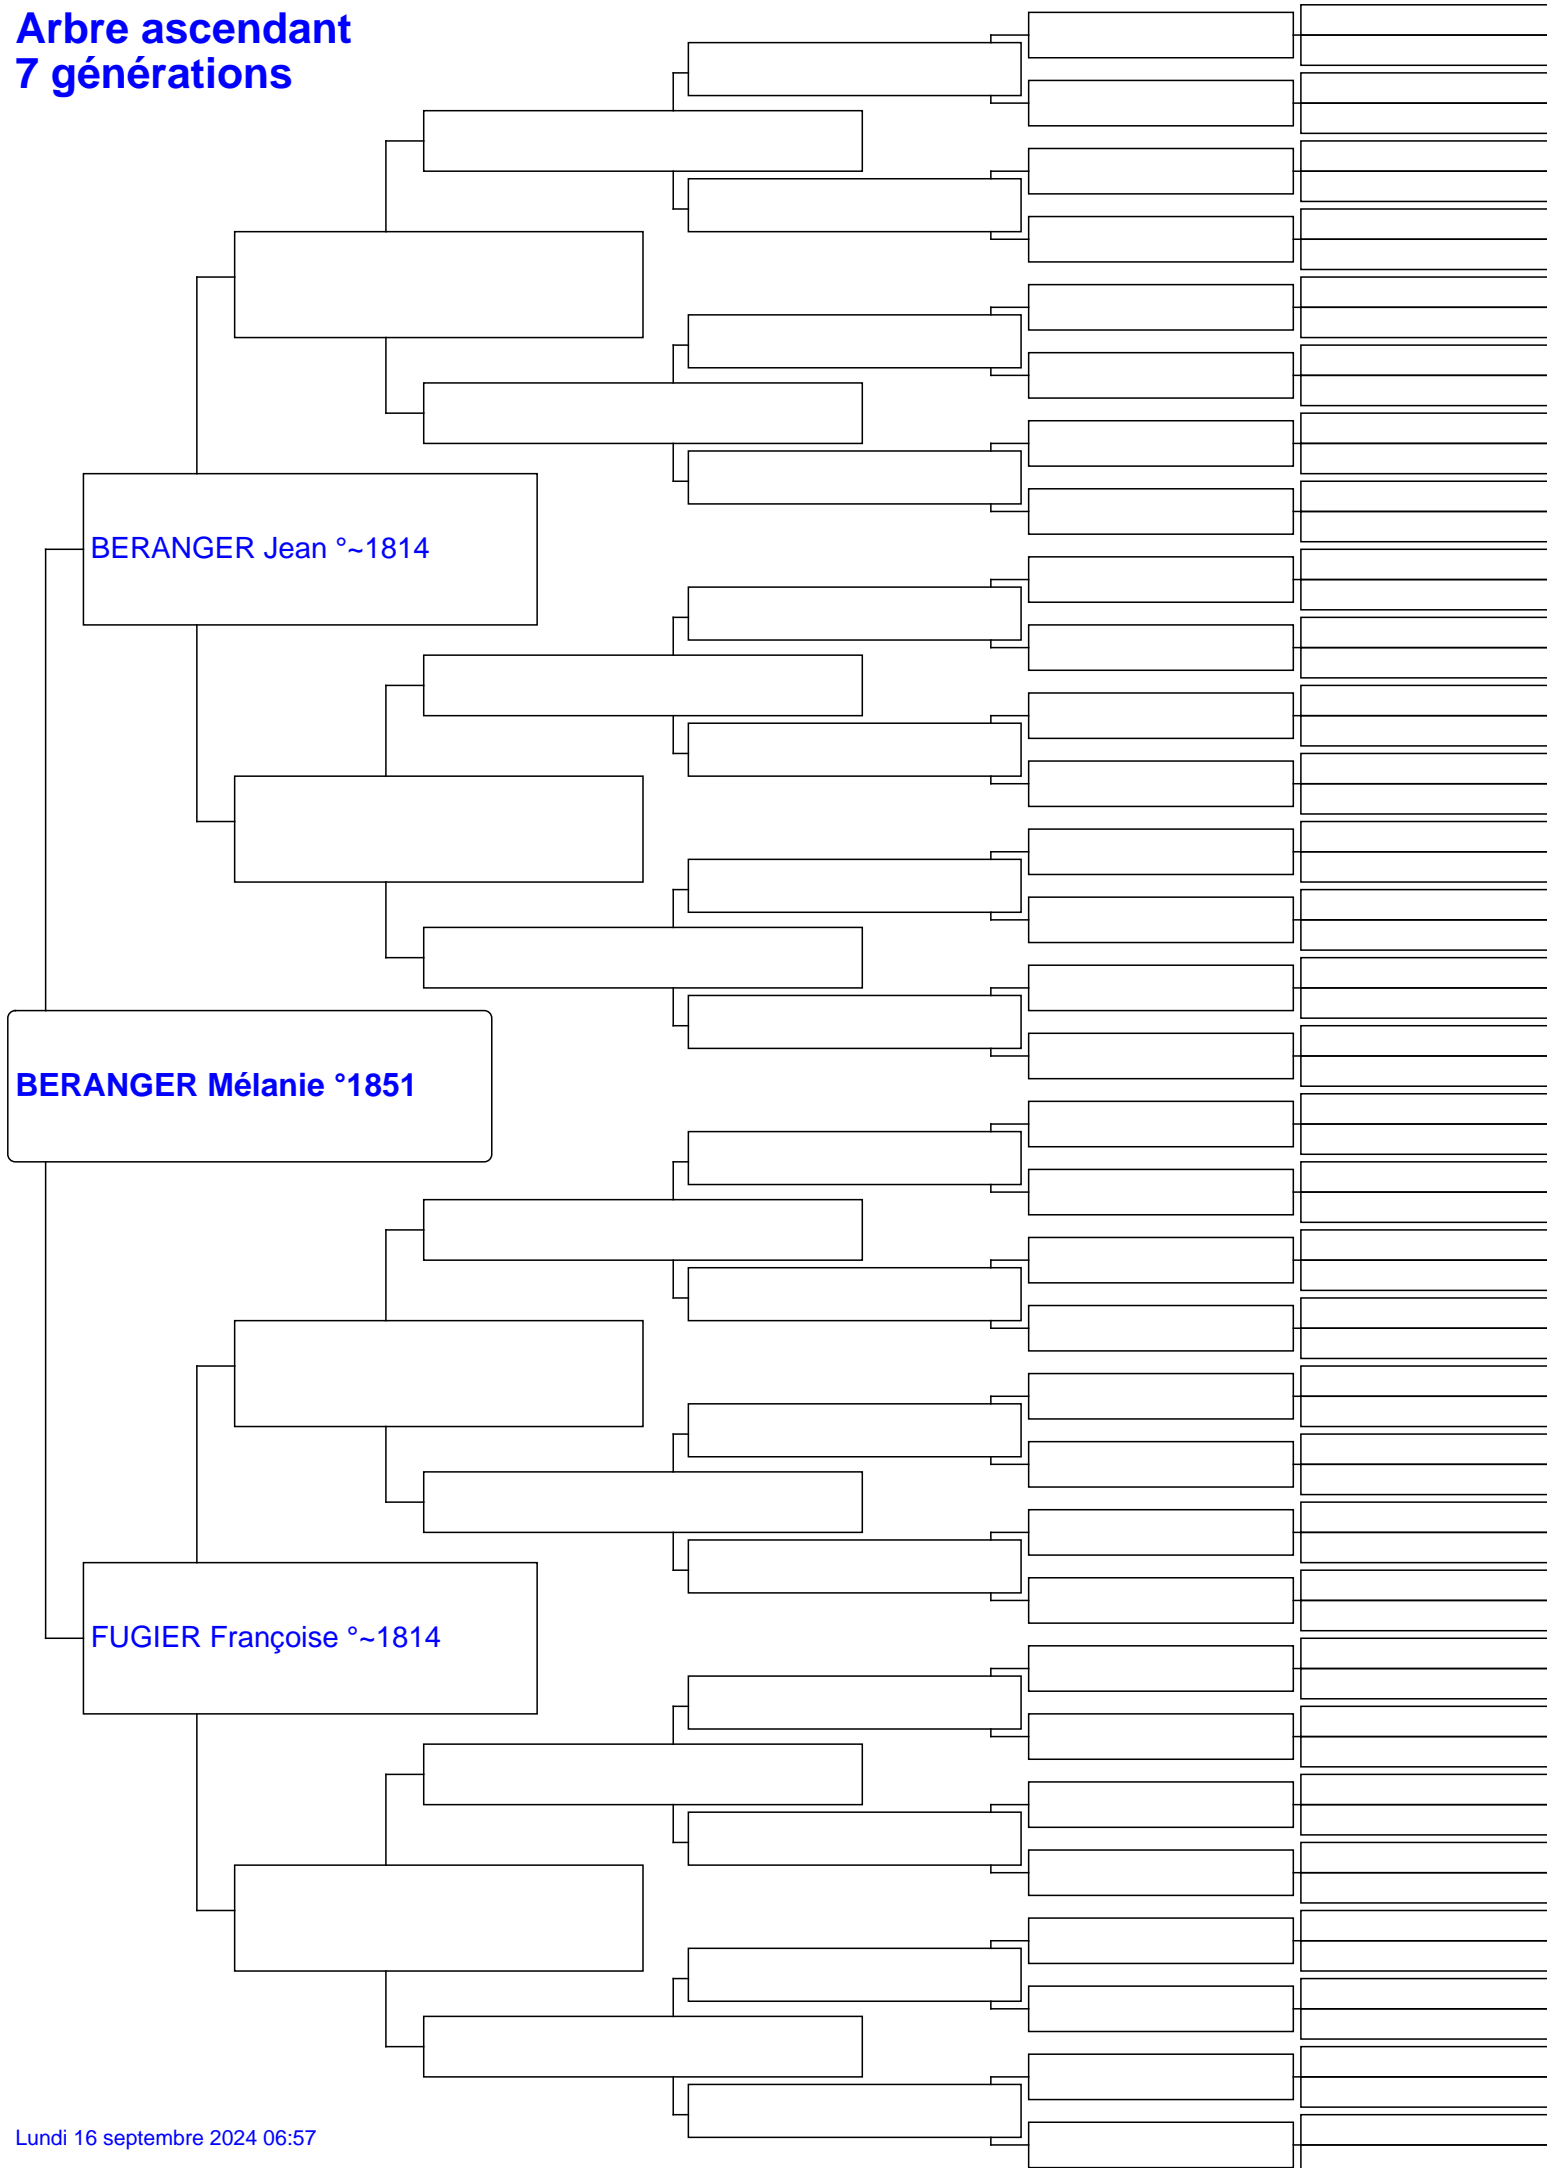 Arbre ascendant
7 générations
BERANGER Jean °~1814
BERANGER Mélanie °1851
FUGIER Françoise °~1814
Lundi 16 septembre 2024 06:57